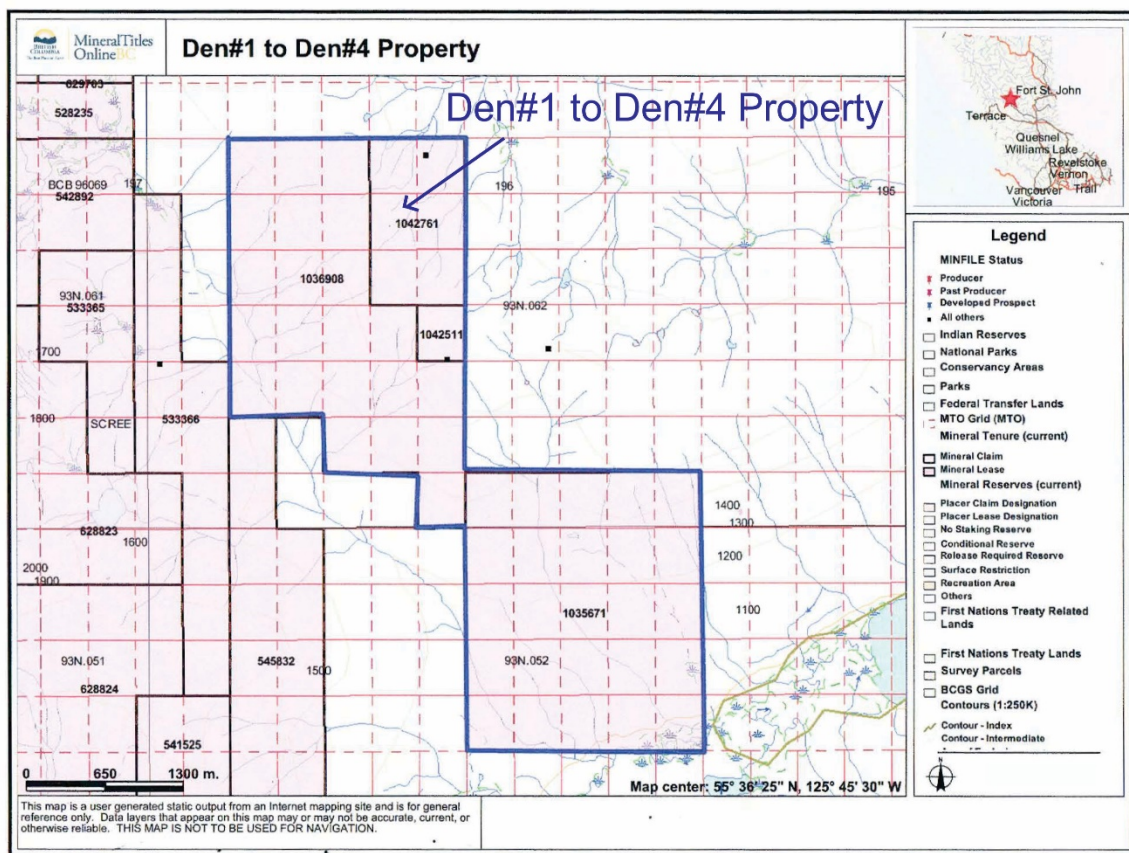 BRITISH
COLUMBIA
MineralTitles
OnlineBC
Den#1 to Den#4 Property
Den#1 to Den#4 Property
629703
528235
BCB 96069
542892
197
196
195
1042761
1036908
93N.061
533365
93N.062
1042511
700
1800
SCREE
533366
628823
1600
2000
1900
1400
1300
1200
1100
1035671
93N.051
545832
1500
93N.052
628824
541525
0 650 1300 m.
Map center: 55° 36' 25" N, 125° 45' 30" W
This map is a user generated static output from an Internet mapping site and is for general
reference only. Data layers that appear on this map may or may not be accurate, current, or
otherwise reliable. THIS MAP IS NOT TO BE USED FOR NAVIGATION.
Fort St. John
Terrace
Quesnel
Williams Lake
Revelstoke
Vernon
Vancouver
Trail
Victoria
Legend
MINFILE Status
Producer
Past Producer
Developed Prospect
All others
Indian Reserves
National Parks
Conservancy Areas
Parks
Federal Transfer Lands
MTO Grid (MTO)
Mineral Tenure (current)
Mineral Claim
Mineral Lease
Mineral Reserves (current)
Placer Claim Designation
Placer Lease Designation
No Staking Reserve
Conditional Reserve
Release Required Reserve
Surface Restriction
Recreation Area
Others
First Nations Treaty Related
Lands
First Nations Treaty Lands
Survey Parcels
BCGS Grid
Contours (1:250K)
Contour - Index
Contour - Intermediate
N